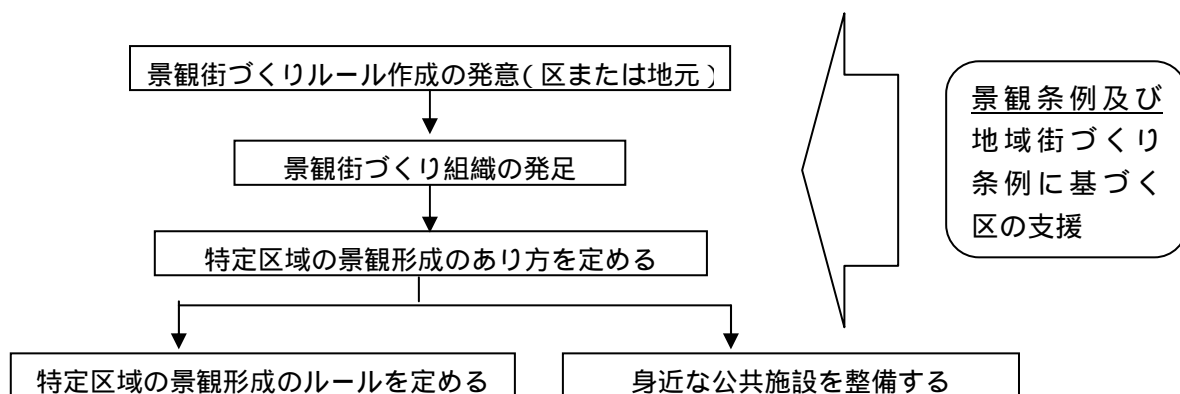 景観街づくりルール作成の発意(区または地元)
景観街づくり組織の発足
特定区域の景観形成のあり方を定める
特定区域の景観形成のルールを定める
身近な公共施設を整備する
景観条例及び
地域街づくり
条例に基づく
区の支援